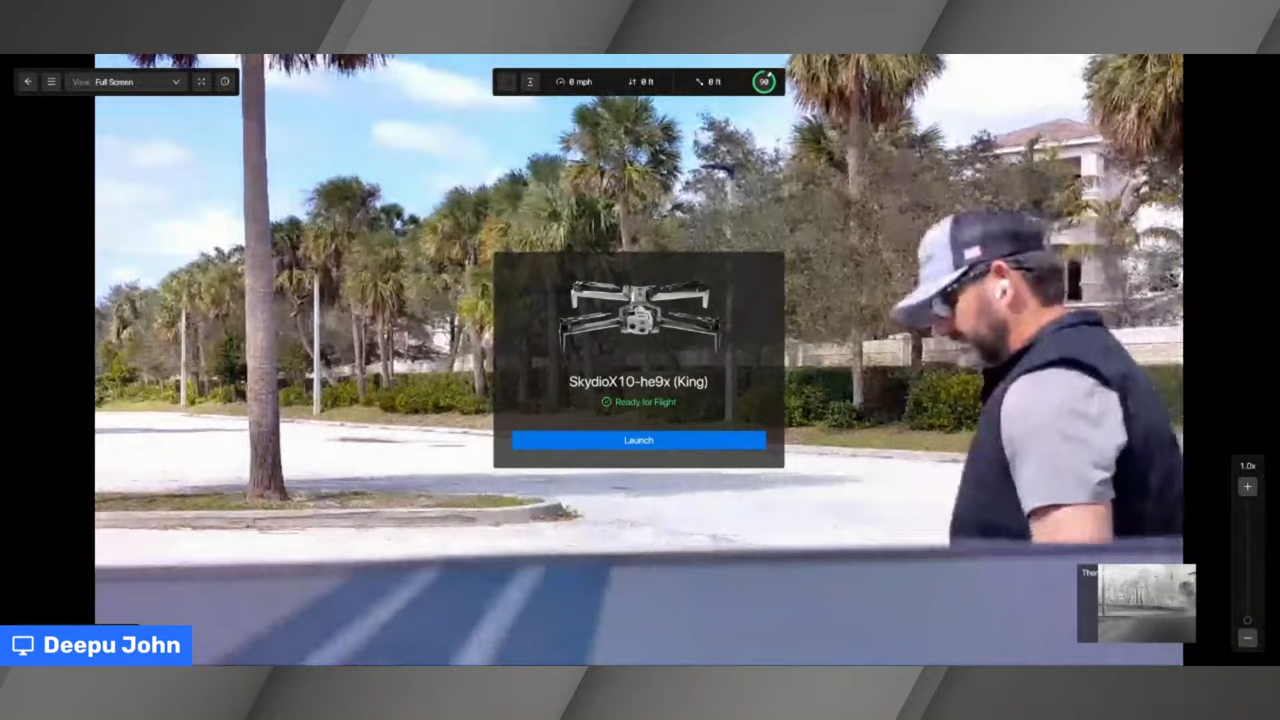 View: Full Screen
0 mph
0 ft
0 ft
90
SkydioX10-he9x (King)
Ready for Flight
Launch
1.0x
Deepu John